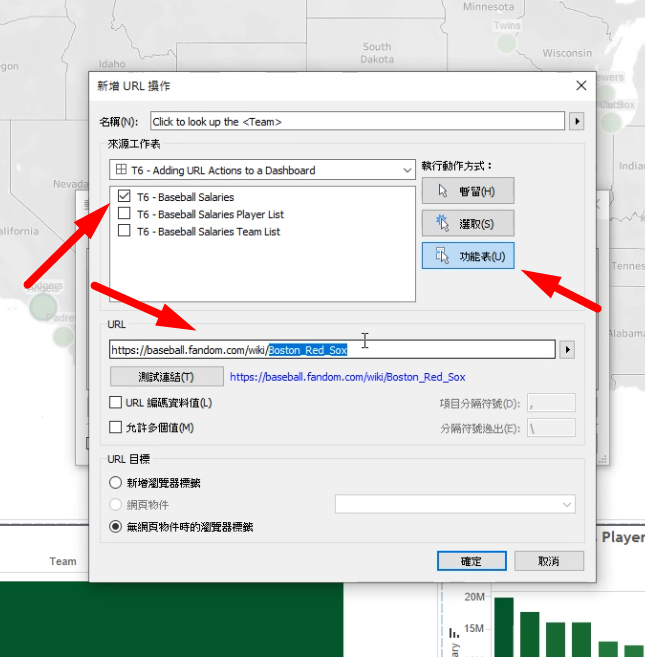 Minnesota
Twins
South
Dakota
Wisconsin
Idaho
新增 URL 操作
名稱(N):
Click to look up the <Team>
來源工作表
T6 - Adding URL Actions to a Dashboard
執行動作方式：
T6 - Baseball Salaries
T6 - Baseball Salaries Player List
T6 - Baseball Salaries Team List
暫留(H)
選取(S)
功能表(U)
Nevada
India
Tennes
Alabama
Padre
URL
https://baseball.fandom.com/wiki/Boston_Red_Sox
測試連結(T)
https://baseball.fandom.com/wiki/Boston_Red_Sox
URL 編碼資料值(L)
項目分隔符號(D):
,
允許多個值(M)
分隔符號逸出(E):
\
URL 目標
新增瀏覽器標籤
網頁物件
無網頁物件時的瀏覽器標籤
確定
取消
Team
Player
20M
15M